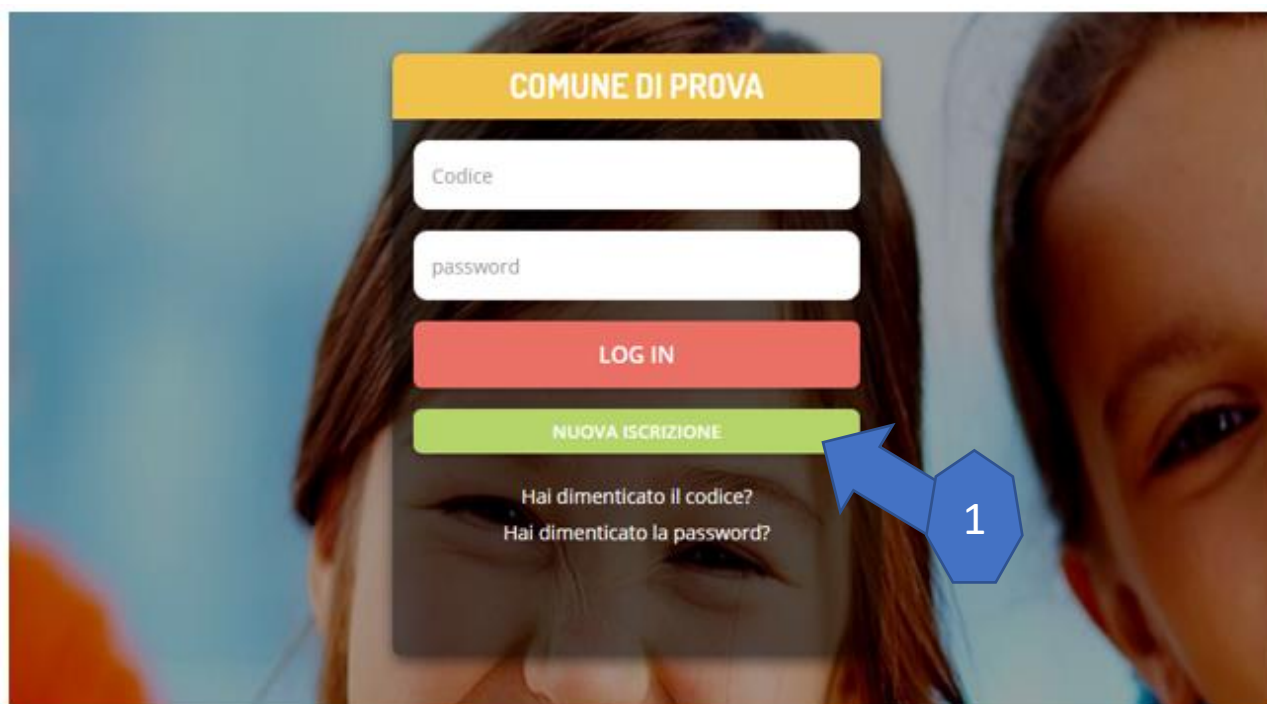 COMUNE DI PROVA
Codice
password
LOG IN
NUOVA ISCRIZIONE
Hai dimenticato il codice?
Hai dimenticato la password?
1